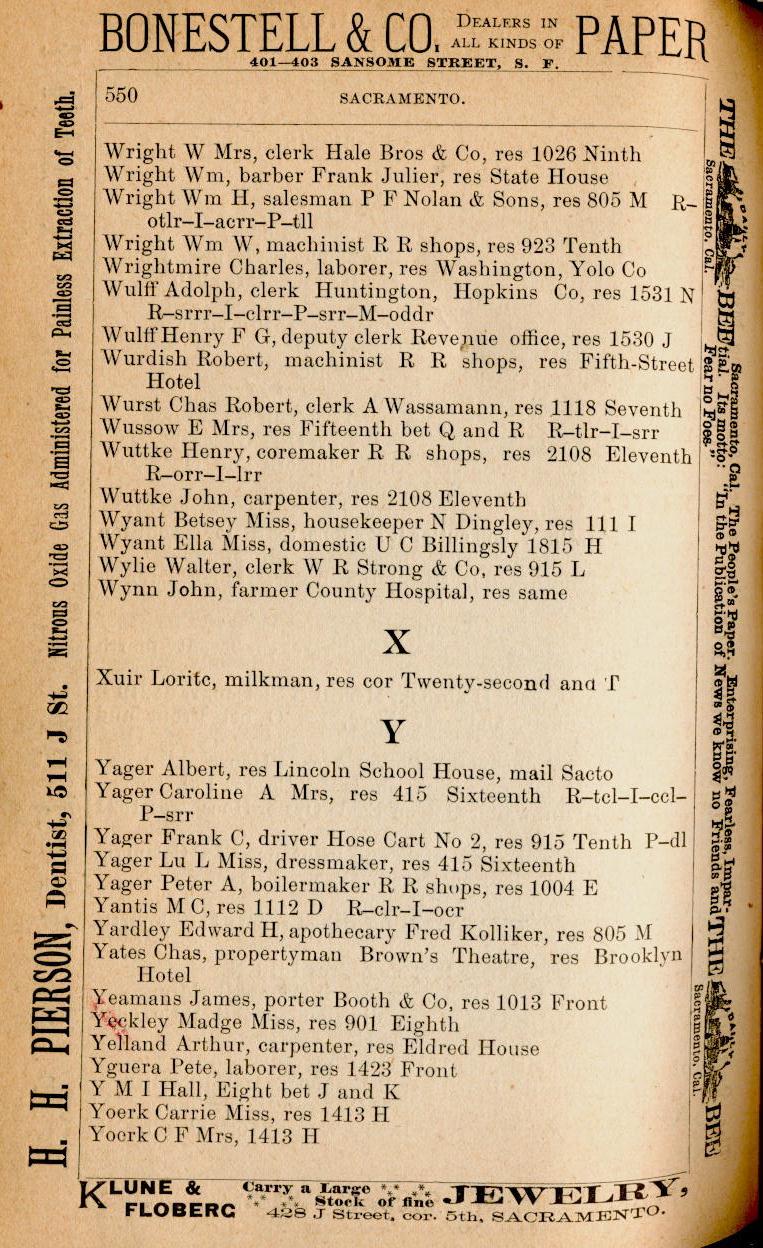 BONESTELL & CO. DEALERS IN ALL KINDS OF PAPER
401—403 SANSOME STREET, S. F.
550 SACRAMENTO.
Wright W Mrs, clerk Hale Bros & Co, res 1026 Ninth
Wright Wm, barber Frank Julier, res State House
Wright Wm H, salesman P F Nolan & Sons, res 805 M R–
otlr–I–acrr–P–tll
Wright Wm W, machinist R R shops, res 923 Tenth
Wrightmire Charles, laborer, res Washington, Yolo Co
Wulff Adolph, clerk Huntington, Hopkins Co, res 1531 N
R–srrr–I–clrr–P–srr–M–oddr
Wulff Henry F G, deputy clerk Revenue office, res 1530 J
Wurdish Robert, machinist R R shops, res Fifth-Street
Hotel
Wurst Chas Robert, clerk A Wassamann, res 1118 Seventh
Wussow E Mrs, res Fifteenth bet Q and R R–tlr–I–srr
Wuttke Henry, coremaker R R shops, res 2108 Eleventh
R–orr–I–lrr
Wuttke John, carpenter, res 2108 Eleventh
Wyant Betsey Miss, housekeeper N Dingley, res 111 I
Wyant Ella Miss, domestic U C Billingsly 1815 H
Wylie Walter, clerk W R Strong & Co, res 915 L
Wynn John, farmer County Hospital, res same
X
Xuir Loritc, milkman, res cor Twenty-second and T
Y
Yager Albert, res Lincoln School House, mail Sacto
Yager Caroline A Mrs, res 415 Sixteenth R–tcl–I–ccl–
P–srr
Yager Frank C, driver Hose Cart No 2, res 915 Tenth P–dl
Yager Lu L Miss, dressmaker, res 415 Sixteenth
Yager Peter A, boilermaker R R shops, res 1004 E
Yantis M C, res 1112 D R–clr–I–ocr
Yardley Edward H, apothecary Fred Kolliker, res 805 M
Yates Chas, propertyman Brown's Theatre, res Brooklyn
Hotel
Yeamans James, porter Booth & Co, res 1013 Front
Yeckley Madge Miss, res 901 Eighth
Yelland Arthur, carpenter, res Eldred House
Yguera Pete, laborer, res 1423 Front
Y M I Hall, Eight bet J and K
Yoerk Carrie Miss, res 1413 H
Yoerk C F Mrs, 1413 H
KLUNE & FLOBERG Carry a Large Stock of fine JEWELRY,
428 J Street, cor. 5th, SACRAMENTO.
H. H. PIERSON, Dentist, 511 J St. Nitrous Oxide Gas Administered for Painless Extraction of Teeth.
THE DAILY BEE
Sacramento, Cal.
Sacramento, Cal. The People's Paper. Enterprising, Fearless, Impar-
tial. Its motto: "In the Publication of News we know no Friends and
Fear no Foes."
THE DAILY BEE
Sacramento, Cal.